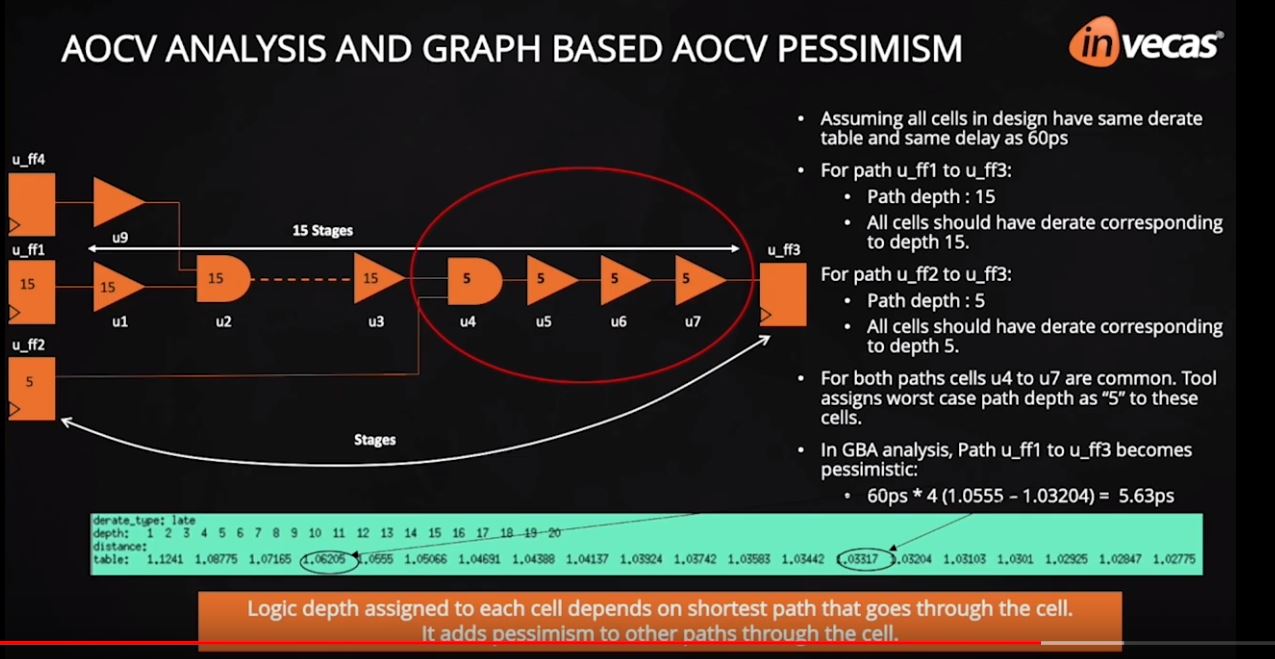 AOCV ANALYSIS AND GRAPH BASED AOCV PESSIMISM
invecas®
u_ff4
u9
15 Stages
u_ff1
15
15
u1
15
u2
15
u3
5
u4
5
u5
5
u6
5
u7
u_ff3
u_ff2
5
Stages
• Assuming all cells in design have same derate
table and same delay as 60ps
• For path u_ff1 to u_ff3:
• Path depth : 15
• All cells should have derate corresponding
to depth 15.
For path u_ff2 to u_ff3:
• Path depth : 5
• All cells should have derate corresponding
to depth 5.
• For both paths cells u4 to u7 are common. Tool
assigns worst case path depth as “5” to these
cells.
• In GBA analysis, Path u_ff1 to u_ff3 becomes
pessimistic:
• 60ps * 4 (1.0555 – 1.03204) = 5.63ps
derate_type: late
depth: 1 2 3 4 5 6 7 8 9 10 11 12 13 14 15 16 17 18 19 20
distance:
table: 1.1241 1.08775 1.07165 1.06205 1.0555 1.05066 1.04691 1.04388 1.04137 1.03924 1.03742 1.03583 1.03442 1.03317 1.03204 1.03103 1.0301 1.02925 1.02847 1.02775
Logic depth assigned to each cell depends on shortest path that goes through the cell.
It adds pessimism to other paths through the cell.